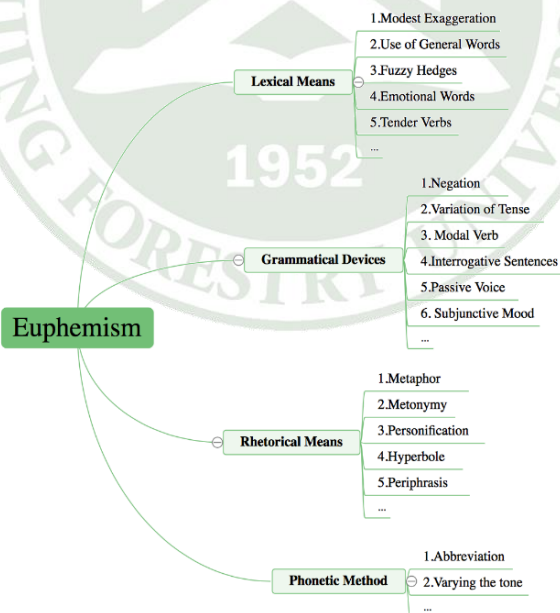 1.Modest Exaggeration
2.Use of General Words
Lexical Means
3.Fuzzy Hedges
4.Emotional Words
5.Tender Verbs
...
1952
1.Negation
2.Variation of Tense
3. Modal Verb
Grammatical Devices
4.Interrogative Sentences
5.Passive Voice
6. Subjunctive Mood
...
Euphemism
1.Metaphor
2.Metonymy
3.Personification
Rhetorical Means
4.Hyperbole
5.Periphrasis
...
1.Abbreviation
Phonetic Method
2.Varying the tone
...
FORESTRY